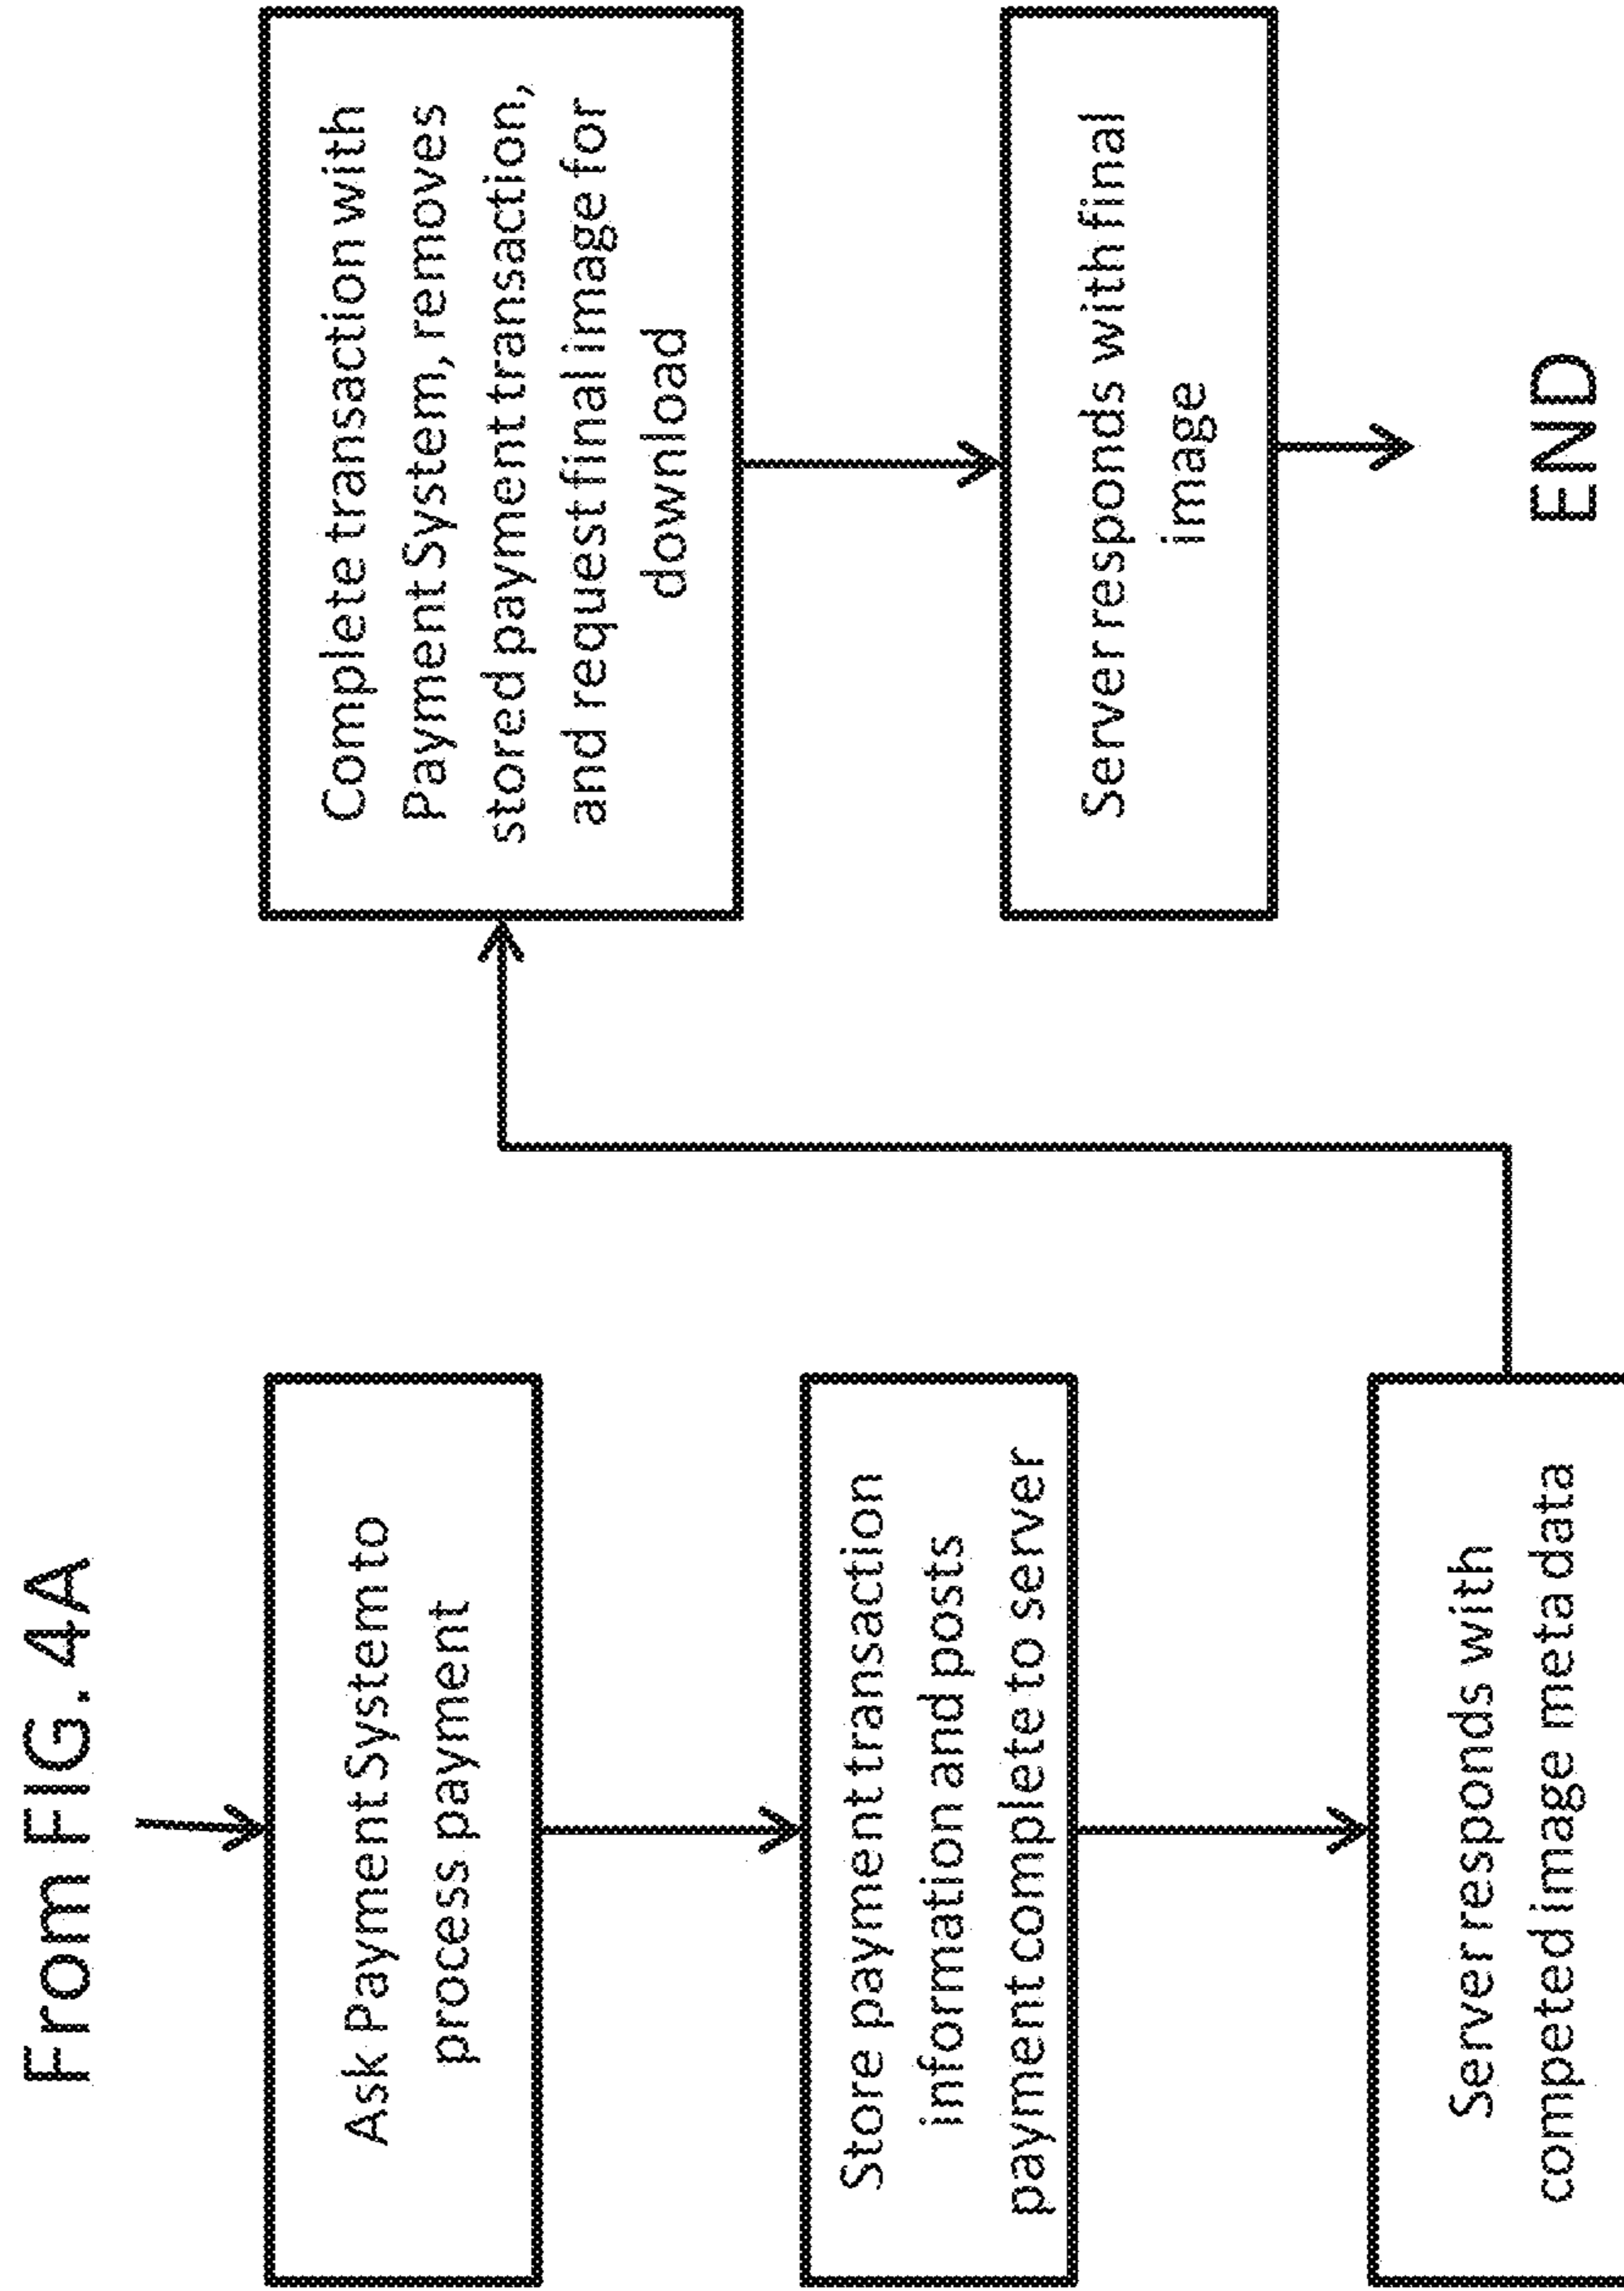 From FIG. 4A
Ask Payment System to
process payment
Store payment transaction
information and posts
payment complete to server
Server responds with
competed image meta data
Complete transaction with
Payment System, removes
stored payment transaction,
and request final image for
download
Server responds with final
image
END